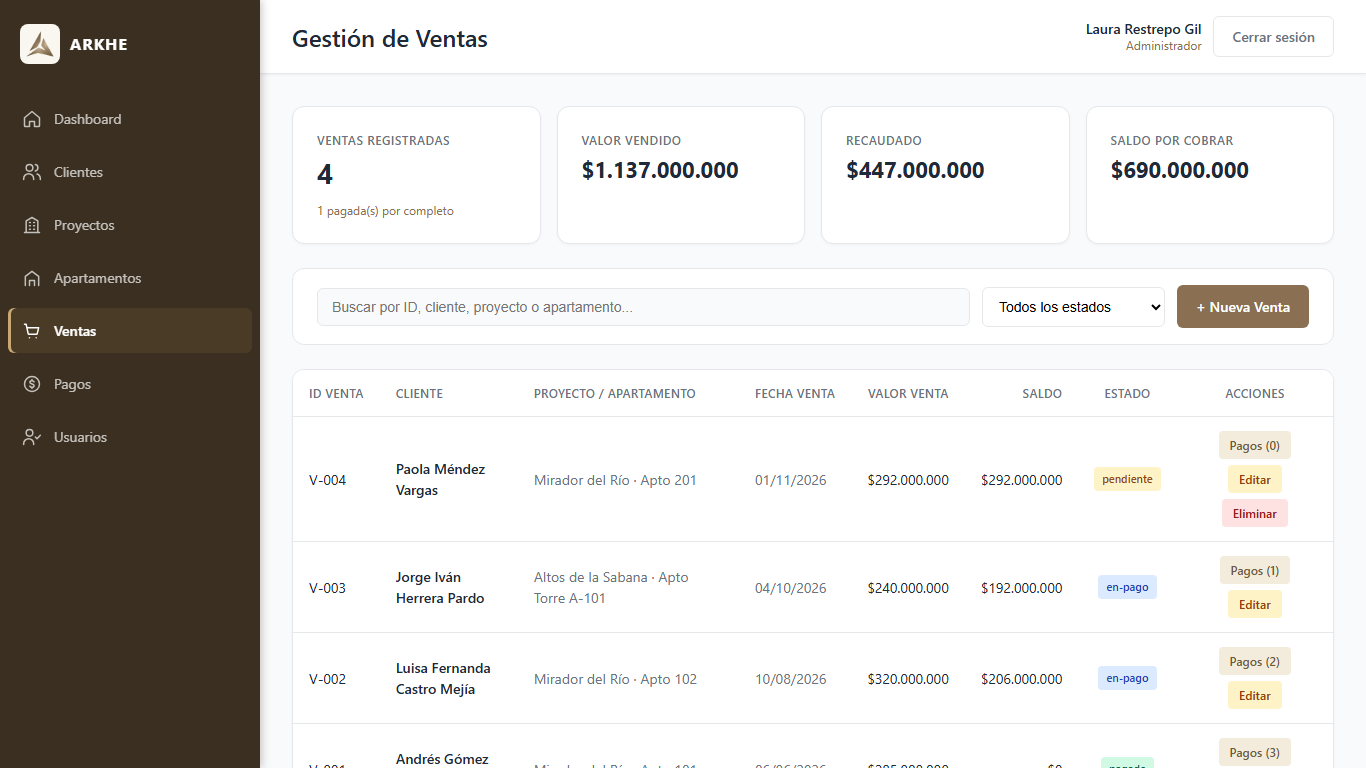 ARKHE
Dashboard
Clientes
Proyectos
Apartamentos
Ventas
Pagos
Usuarios
Gestión de Ventas
Laura Restrepo Gil
Administrador
Cerrar sesión
VENTAS REGISTRADAS
4
1 pagada(s) por completo
VALOR VENDIDO
$1.137.000.000
RECAUDADO
$447.000.000
SALDO POR COBRAR
$690.000.000
Buscar por ID, cliente, proyecto o apartamento...
Todos los estados
+ Nueva Venta
ID VENTA CLIENTE PROYECTO / APARTAMENTO FECHA VENTA VALOR VENTA SALDO ESTADO ACCIONES
V-004
Paola Méndez
Vargas
Mirador del Río · Apto 201
01/11/2026
$292.000.000
$292.000.000
pendiente
Pagos (0)
Editar
Eliminar
V-003
Jorge Iván
Herrera Pardo
Altos de la Sabana · Apto
Torre A-101
04/10/2026
$240.000.000
$192.000.000
en-pago
Pagos (1)
Editar
V-002
Luisa Fernanda
Castro Mejía
Mirador del Río · Apto 102
10/08/2026
$320.000.000
$206.000.000
en-pago
Pagos (2)
Editar
Andrés Gómez
Pagos (3)